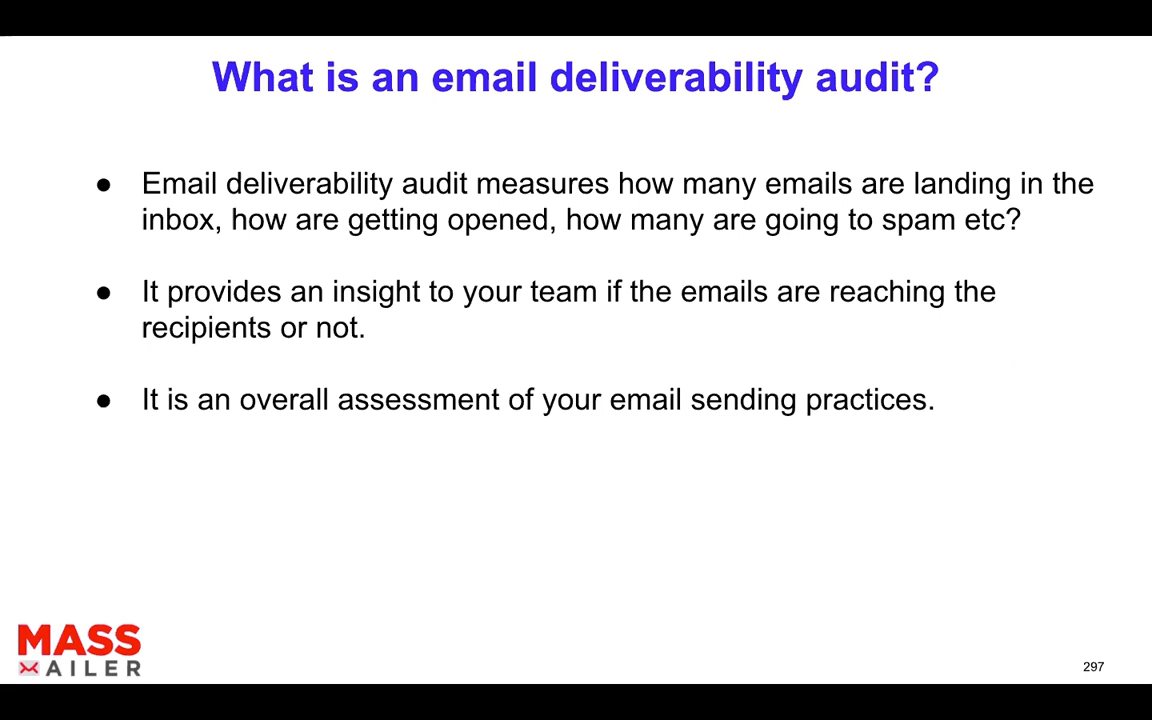 What is an email deliverability audit?
● Email deliverability audit measures how many emails are landing in the
inbox, how are getting opened, how many are going to spam etc?
● It provides an insight to your team if the emails are reaching the
recipients or not.
● It is an overall assessment of your email sending practices.
MASS
MAILER
297